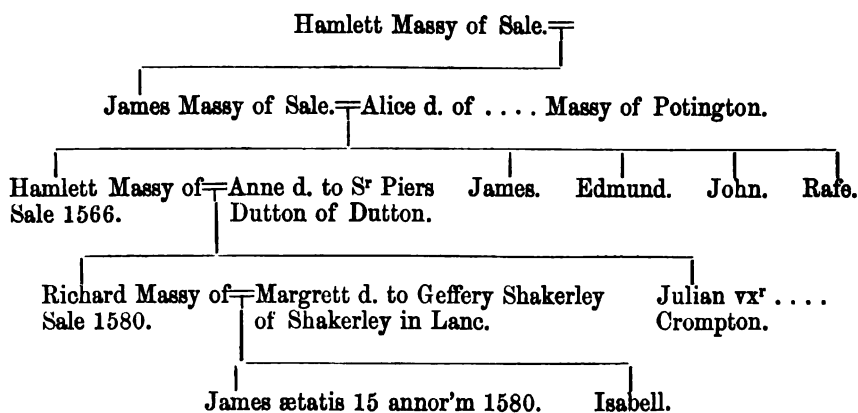 Hamlett Massy of Sale.
James Massy of Sale. Alice d. of .... Massy of Potington.
Hamlett Massy of Sale 1566.
Anne d. to Sʳ Piers
Dutton of Dutton.
James. Edmund. John. Rafe.
Richard Massy of
Sale 1580.
Margrett d. to Geffery Shakerley
of Shakerley in Lanc.
Julian vxʳ ....
Crompton.
James ætatis 15 annor'm 1580. Isabell.